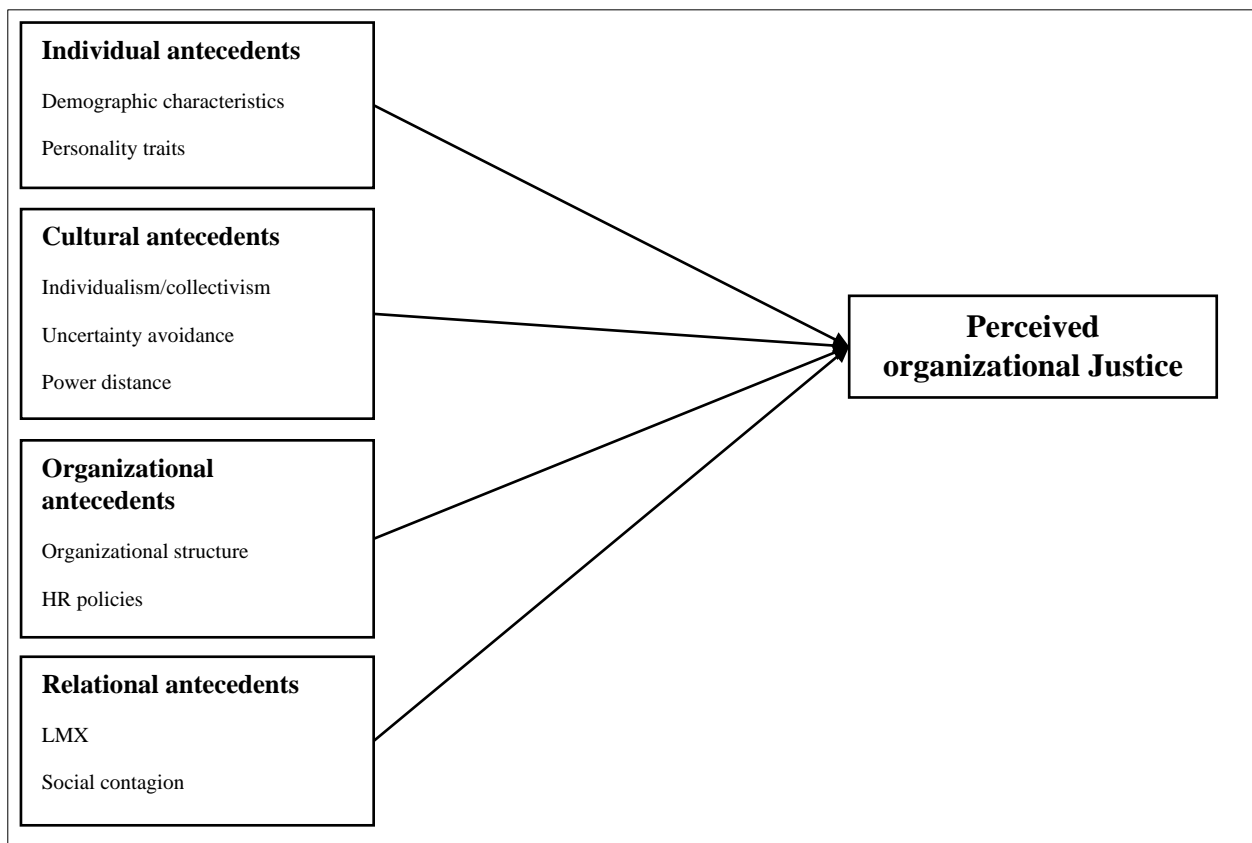 Individual antecedents
Demographic characteristics
Personality traits
Cultural antecedents
Individualism/collectivism
Uncertainty avoidance
Power distance
Organizational
antecedents
Organizational structure
HR policies
Relational antecedents
LMX
Social contagion
Perceived
organizational Justice